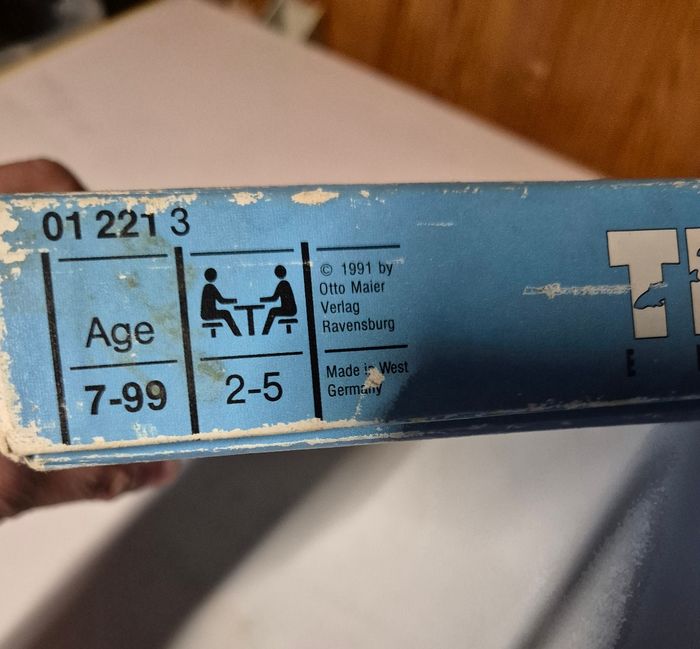 01 221 3
Age
7-99
2-5
© 1991 by
Otto Maier
Verlag
Ravensburg
Made in West
Germany
T
E